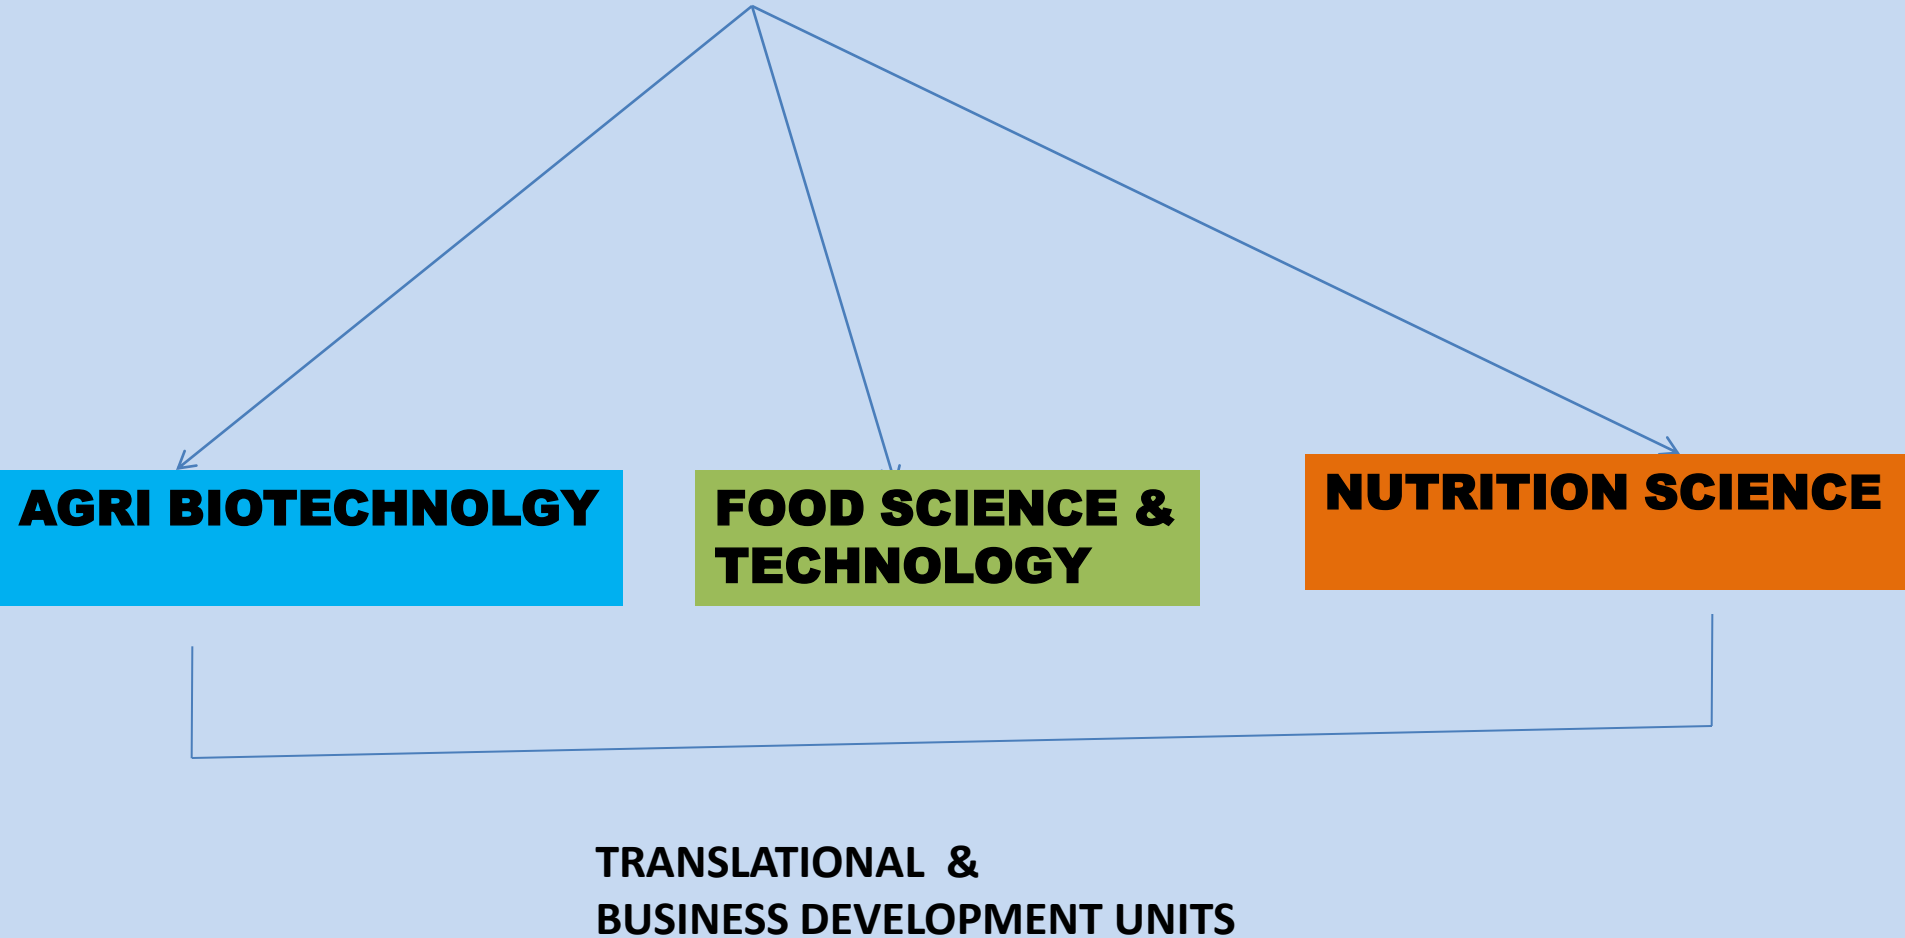 AGRI BIOTECHNOLGY
FOOD SCIENCE &
TECHNOLOGY
NUTRITION SCIENCE
TRANSLATIONAL &
BUSINESS DEVELOPMENT UNITS